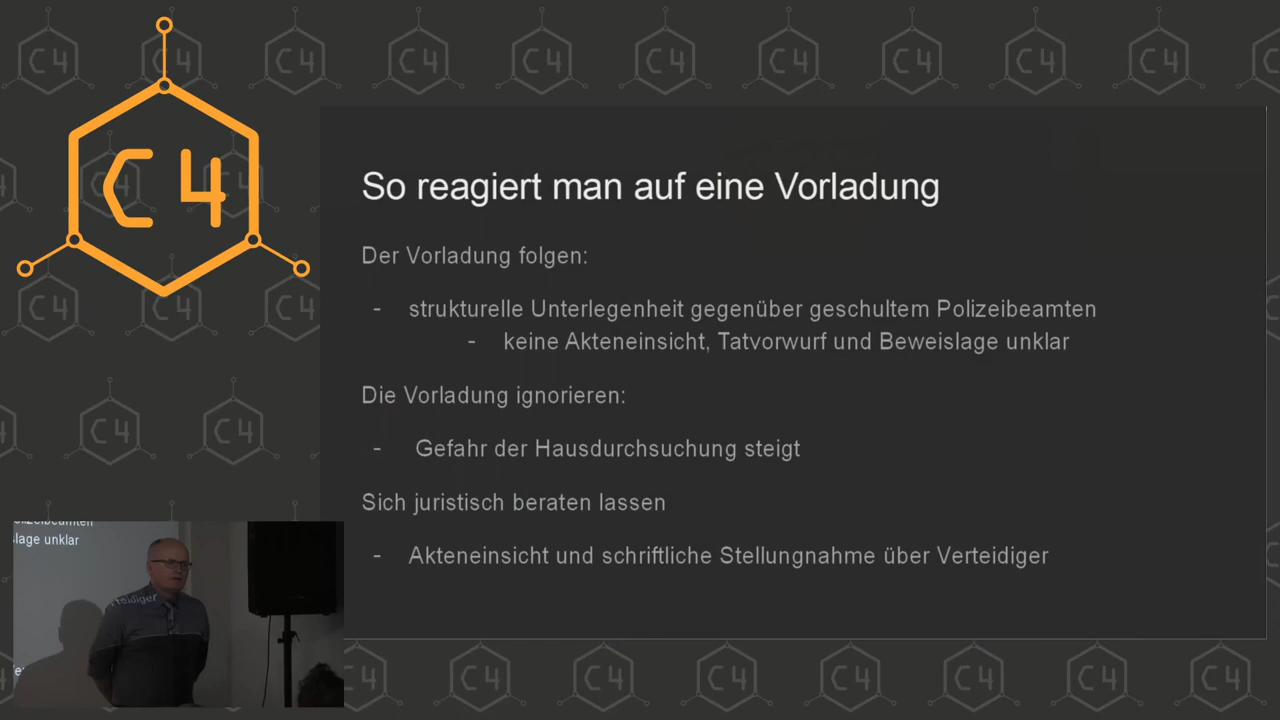 C4
So reagiert man auf eine Vorladung
Der Vorladung folgen:
- strukturelle Unterlegenheit gegenüber geschultem Polizeibeamten
- keine Akteneinsicht, Tatvorwurf und Beweislage unklar
Die Vorladung ignorieren:
- Gefahr der Hausdurchsuchung steigt
Sich juristisch beraten lassen
- Akteneinsicht und schriftliche Stellungnahme über Verteidiger
lage unklar